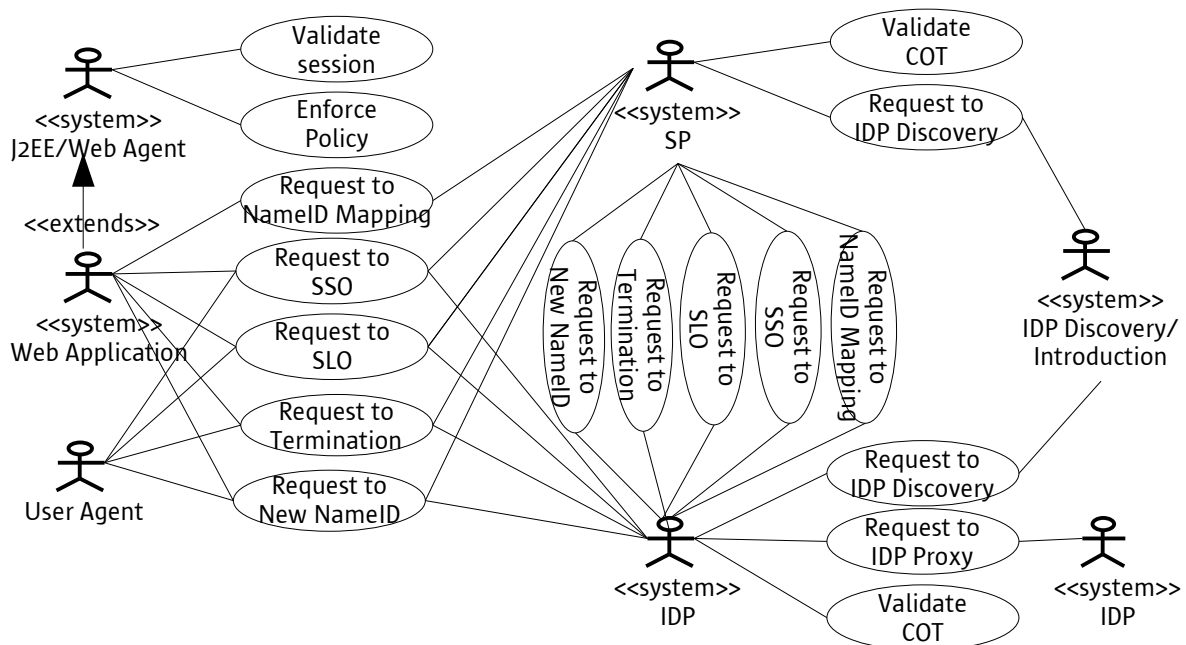 Validate
session
Enforce
Policy
<<system>>
J2EE/Web Agent
<<extends>>
<<system>>
Web Application
User Agent
Request to
NameID Mapping
Request to
SSO
Request to
SLO
Request to
Termination
Request to
New NameID
<<system>>
SP
Validate
COT
Request to
IDP Discovery
Request to
New NameID
Request to
Termination
Request to
SLO
Request to
SSO
Request to
NameID Mapping
<<system>>
IDP Discovery/
Introduction
Request to
IDP Discovery
Request to
IDP Proxy
Validate
COT
<<system>>
IDP
<<system>>
IDP